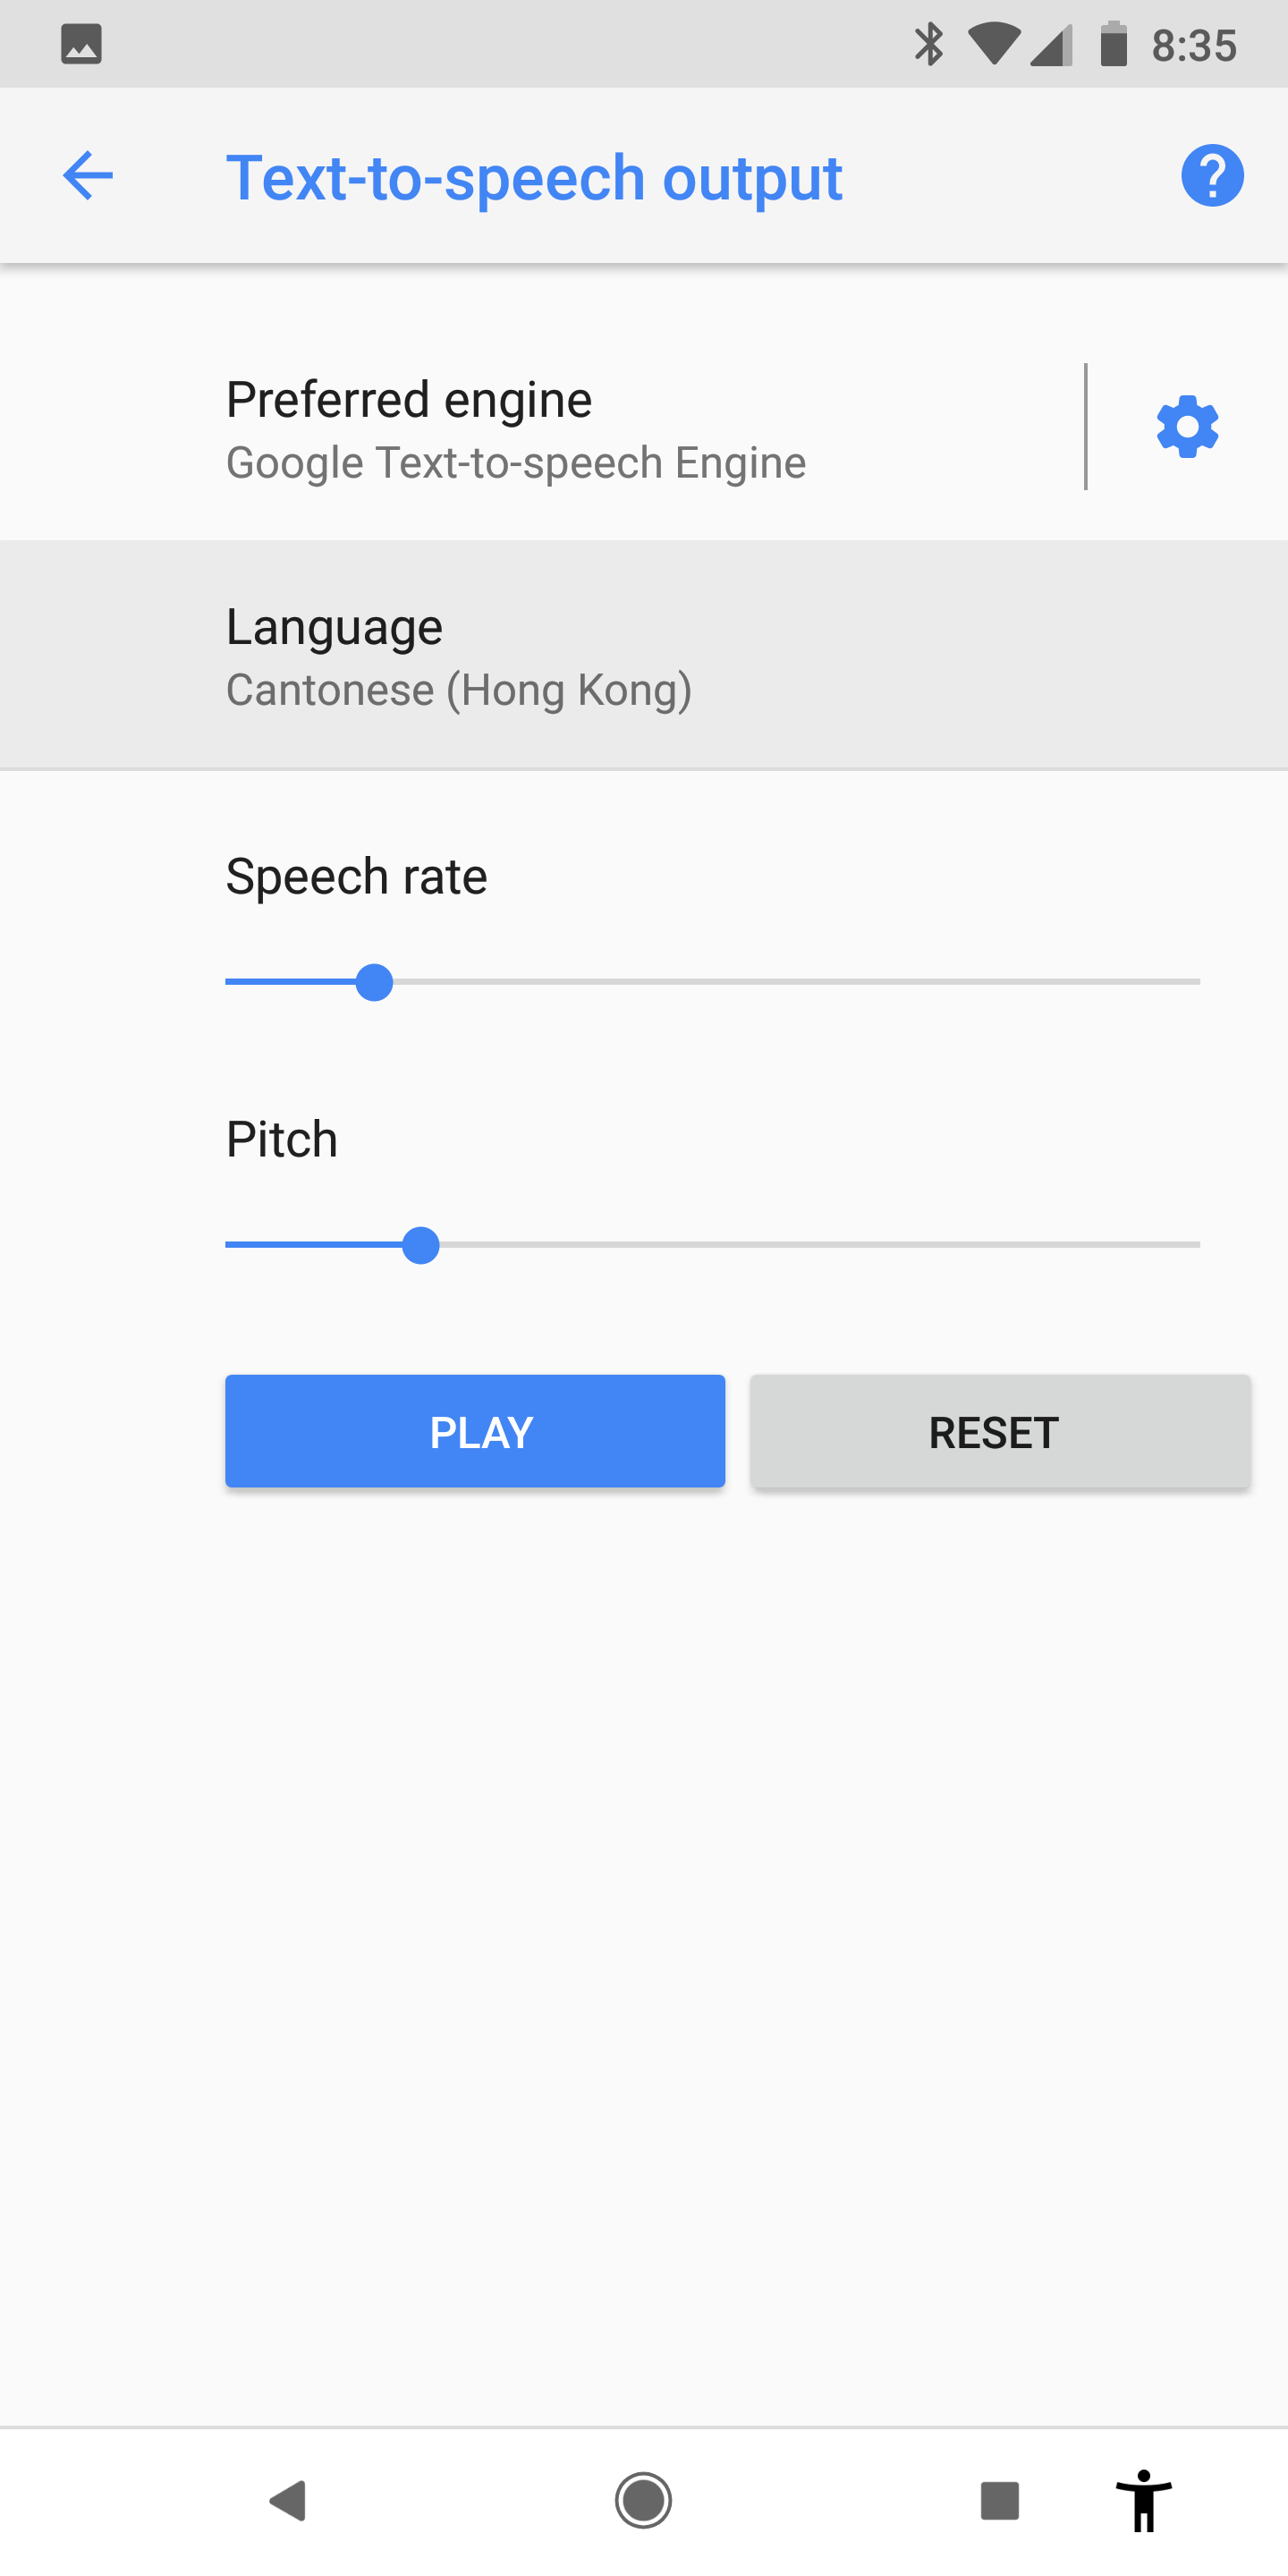 8:35
Text-to-speech output
Preferred engine
Google Text-to-speech Engine
Language
Cantonese (Hong Kong)
Speech rate
Pitch
PLAY
RESET